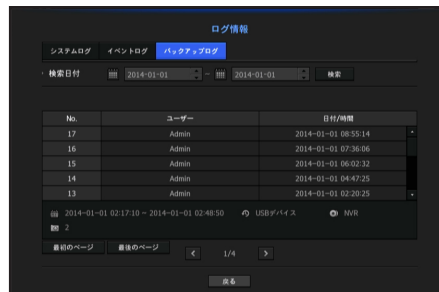 ログ情報
システムログ イベントログ バックアップログ
検索日付 2014-01-01 ~ 2014-01-01 検索
No. ユーザー 日付/時間
17 Admin 2014-01-01 08:55:14
16 Admin 2014-01-01 07:36:06
15 Admin 2014-01-01 06:02:32
14 Admin 2014-01-01 04:47:25
13 Admin 2014-01-01 02:20:25
2014-01-01 02:17:10 ~ 2014-01-01 02:48:50 USBデバイス NVR
2
最初のページ 最後のページ < 1/4 >
戻る